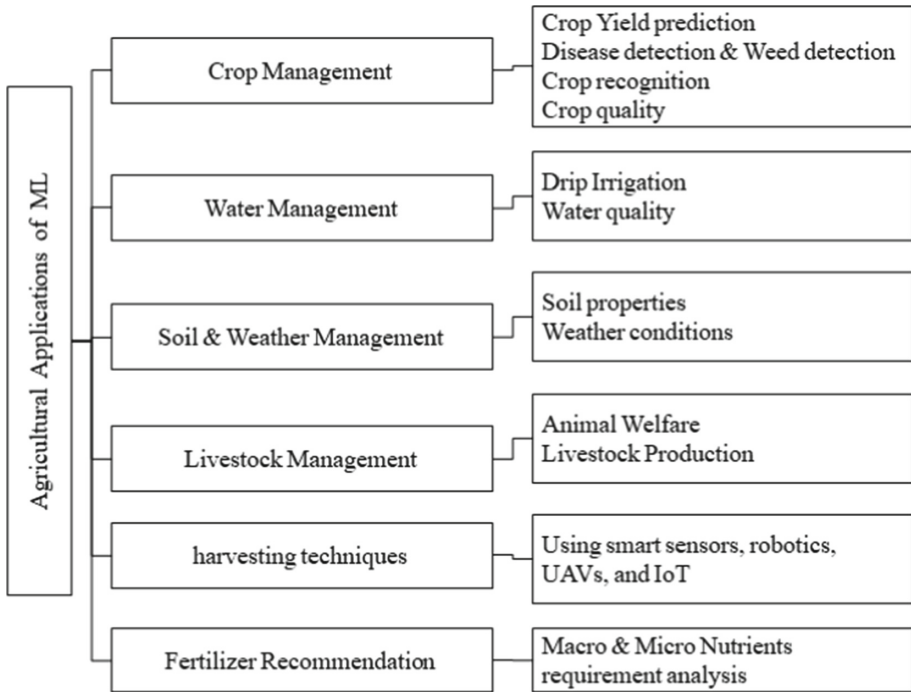 Agricultural Applications of ML
Crop Management
Crop Yield prediction
Disease detection & Weed detection
Crop recognition
Crop quality
Water Management
Drip Irrigation
Water quality
Soil & Weather Management
Soil properties
Weather conditions
Livestock Management
Animal Welfare
Livestock Production
harvesting techniques
Using smart sensors, robotics,
UAVs, and IoT
Fertilizer Recommendation
Macro & Micro Nutrients
requirement analysis